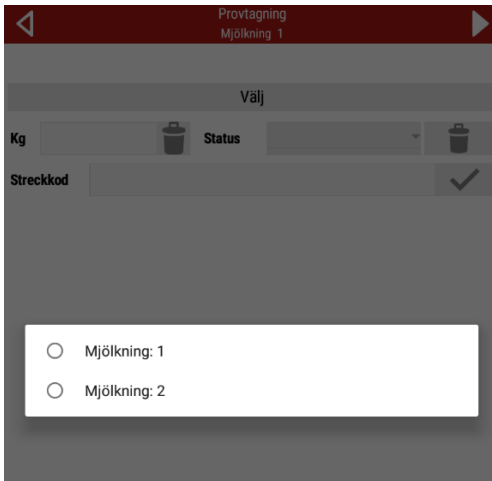 Provtagning
Mjölkning 1
Välj
Kg
Status
Streckkod
Mjölkning: 1
Mjölkning: 2